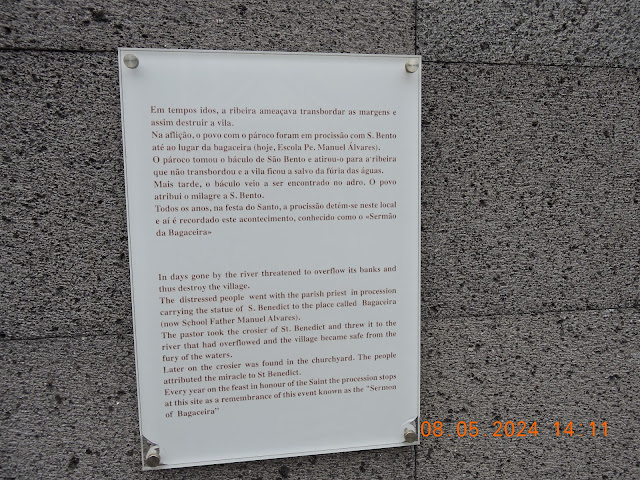 Em tempos idos, a ribeira ameaçava transbordar as margens e
assim destruir a vila.
Na aflição, o povo com o pároco foram em procissão com S. Bento
até ao lugar da bagaceira (hoje, Escola Pe. Manuel Álvares).
O pároco tomou o báculo de São Bento e atirou-o para a ribeira
que não transbordou e a vila ficou a salvo da fúria das águas.
Mais tarde, o báculo veio a ser encontrado no adro. O povo
atribui o milagre a S. Bento.
Todos os anos, na festa do Santo, a procissão detém-se neste local
e aí é recordado este acontecimento, conhecido como o «Sermão
da Bagaceira»
In days gone by the river threatened to overflow its banks and
thus destroy the village.
The distressed people went with the parish priest in procession
carrying the statue of S. Benedict to the place called Bagaceira
(now School Father Manuel Alvares).
The pastor took the crosier of St. Benedict and threw it to the
river that had overflowed and the village became safe from the
fury of the waters.
Later on the crosier was found in the churchyard. The people
attributed the miracle to St Benedict.
Every year on the feast in honour of the Saint the procession stops
at this site as a remembrance of this event known as the "Sermon
of Bagaceira"
08 05 2024 14 11